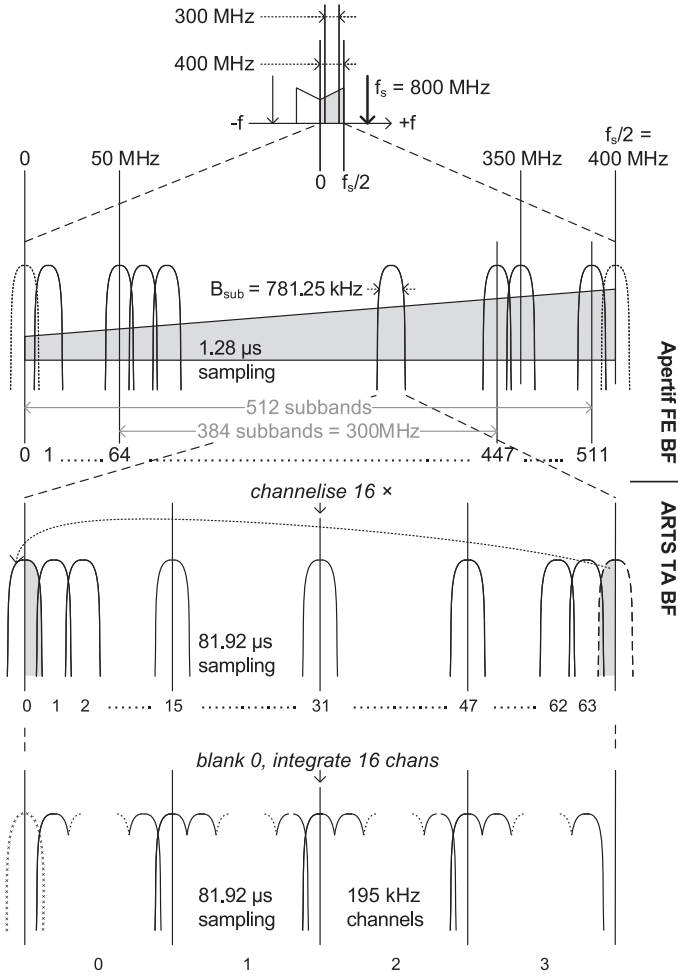 300 MHz
400 MHz
f_s = 800 MHz
-f
+f
0
f_s/2
0
50 MHz
350 MHz
f_s/2 =
400 MHz
B_sub = 781.25 kHz
1.28 µs
sampling
512 subbands
384 subbands = 300MHz
0 1 ...... 64 .................................... 447 ...... 511
Apertif FE BF
channelise 16 ×
ARTS TA BF
81.92 µs
sampling
0 1 2 ............ 15 ............ 31 ............ 47 ............ 62 63
blank 0, integrate 16 chans
81.92 µs
sampling
195 kHz
channels
0 1 2 3